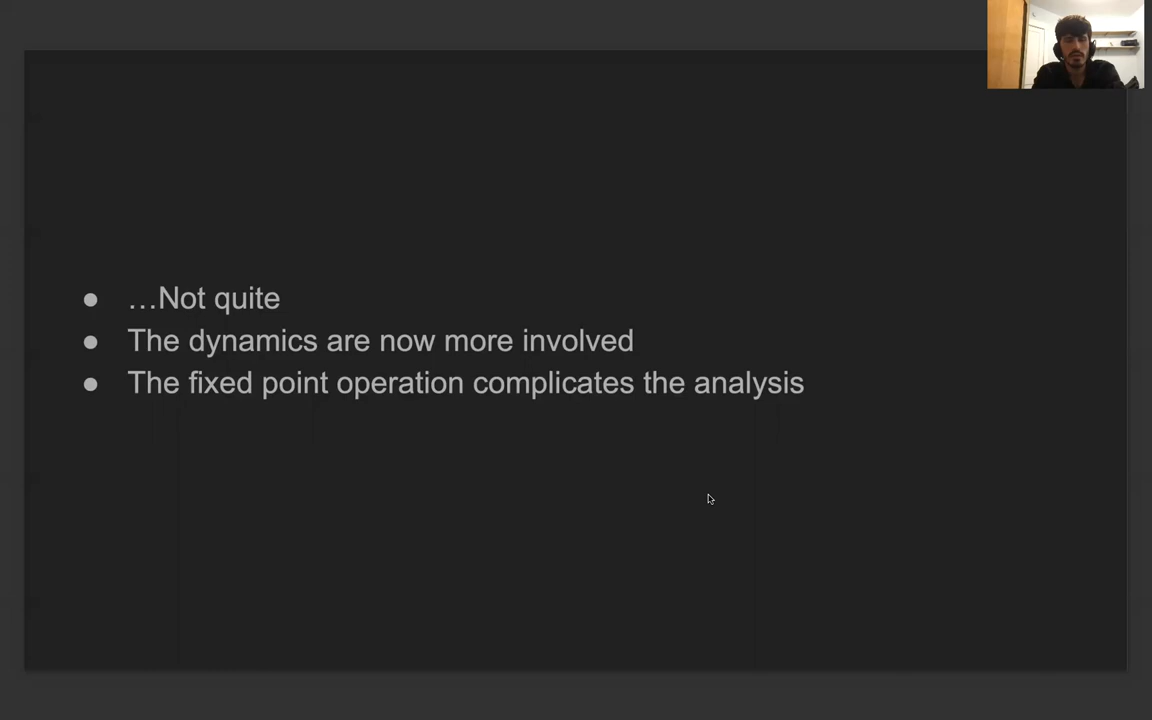 ● …Not quite
● The dynamics are now more involved
● The fixed point operation complicates the analysis